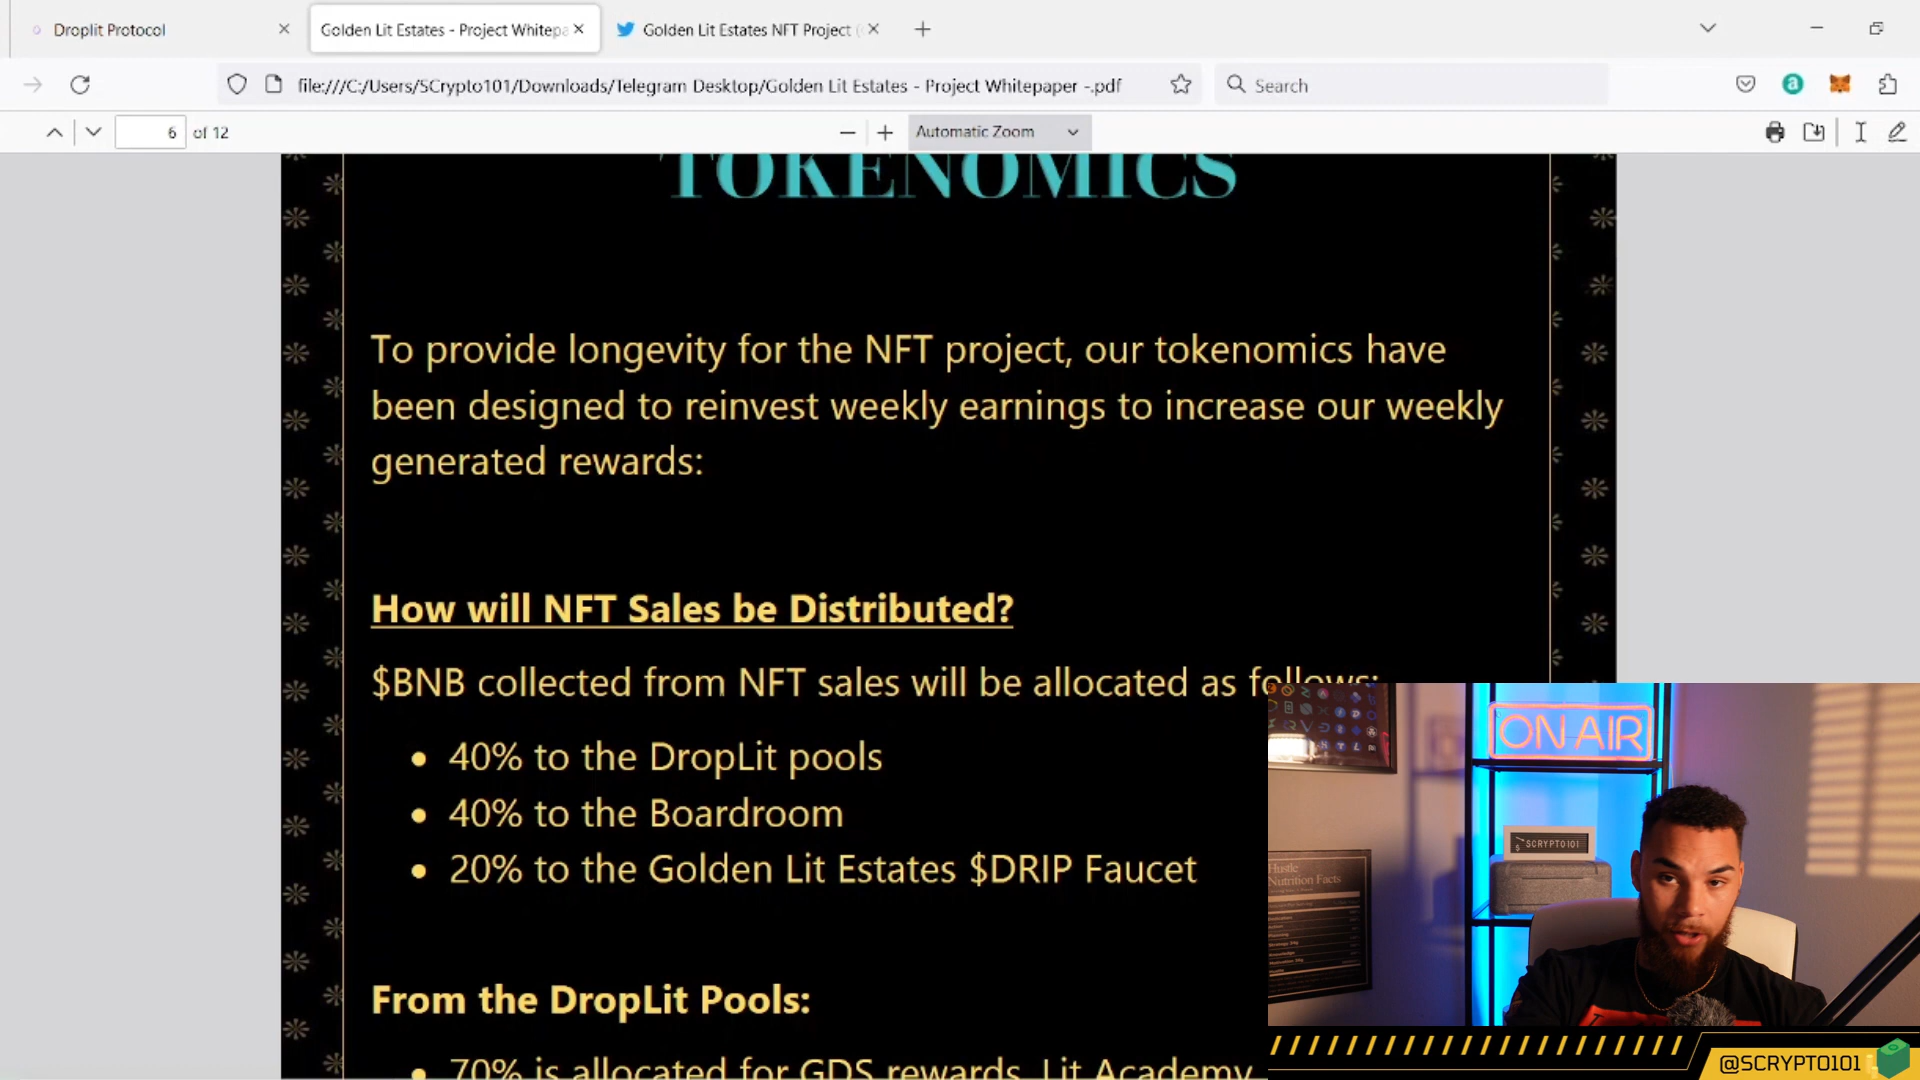 Droplit Protocol
Golden Lit Estates - Project Whitepa
Golden Lit Estates NFT Project (
file:///C:/Users/SCrypto101/Downloads/Telegram Desktop/Golden Lit Estates - Project Whitepaper -.pdf
Search
6 of 12
Automatic Zoom
TOKENOMICS
To provide longevity for the NFT project, our tokenomics have
been designed to reinvest weekly earnings to increase our weekly
generated rewards:
How will NFT Sales be Distributed?
$BNB collected from NFT sales will be allocated as follows:
• 40% to the DropLit pools
• 40% to the Boardroom
• 20% to the Golden Lit Estates $DRIP Faucet
From the DropLit Pools:
• 70% is allocated for GDS rewards, Lit Academy
ON AIR
$ SCRYPTO101
Hustle
Nutrition Facts
@SCRYPTO101